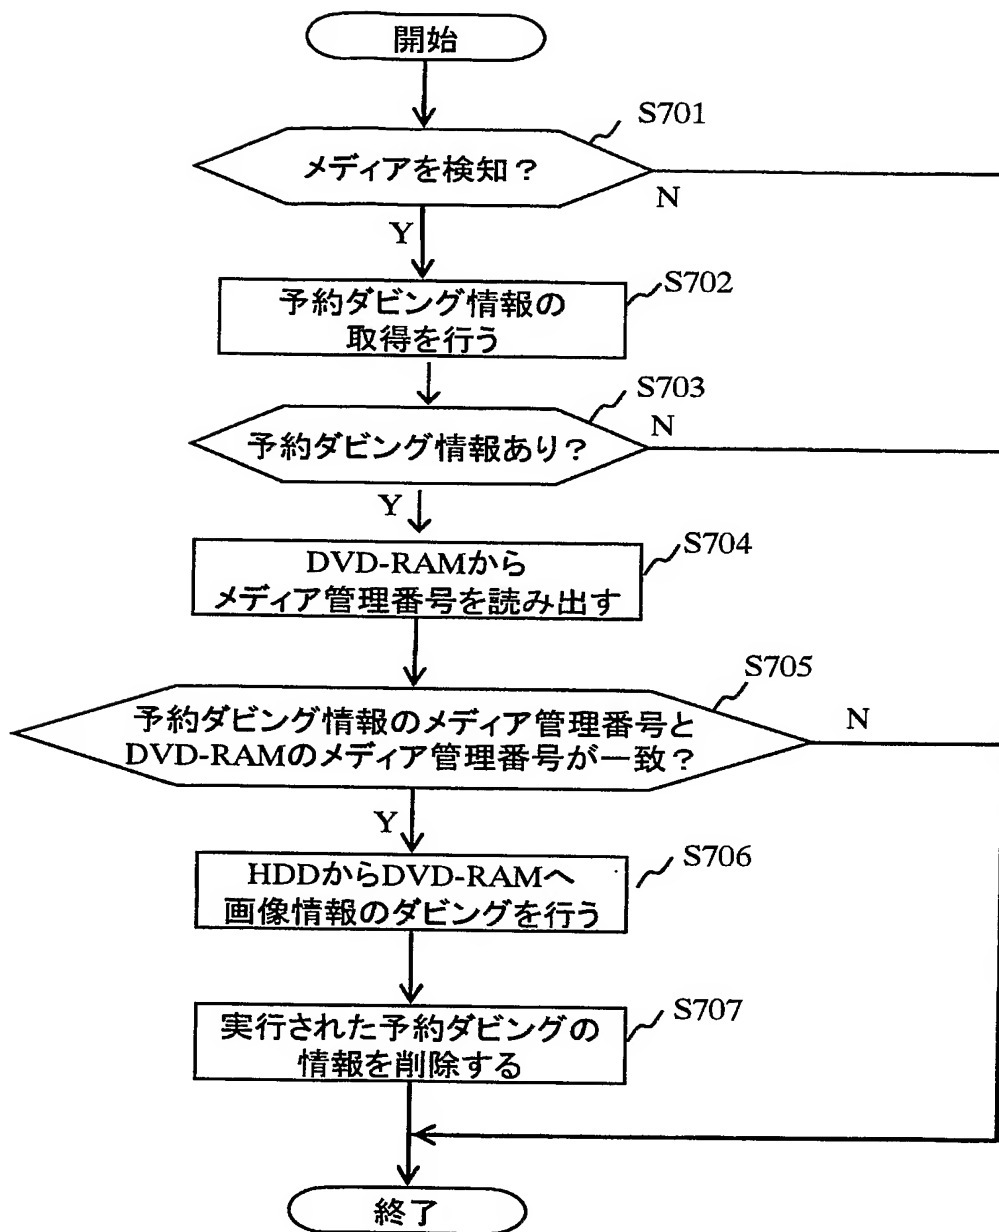 開始
S701
メディアを検知?
N
Y
S702
予約ダビング情報の
取得を行う
S703
予約ダビング情報あり?
N
Y
S704
DVD-RAMから
メディア管理番号を読み出す
S705
予約ダビング情報のメディア管理番号と
DVD-RAMのメディア管理番号が一致?
N
Y
S706
HDDからDVD-RAMへ
画像情報のダビングを行う
S707
実行された予約ダビングの
情報を削除する
終了